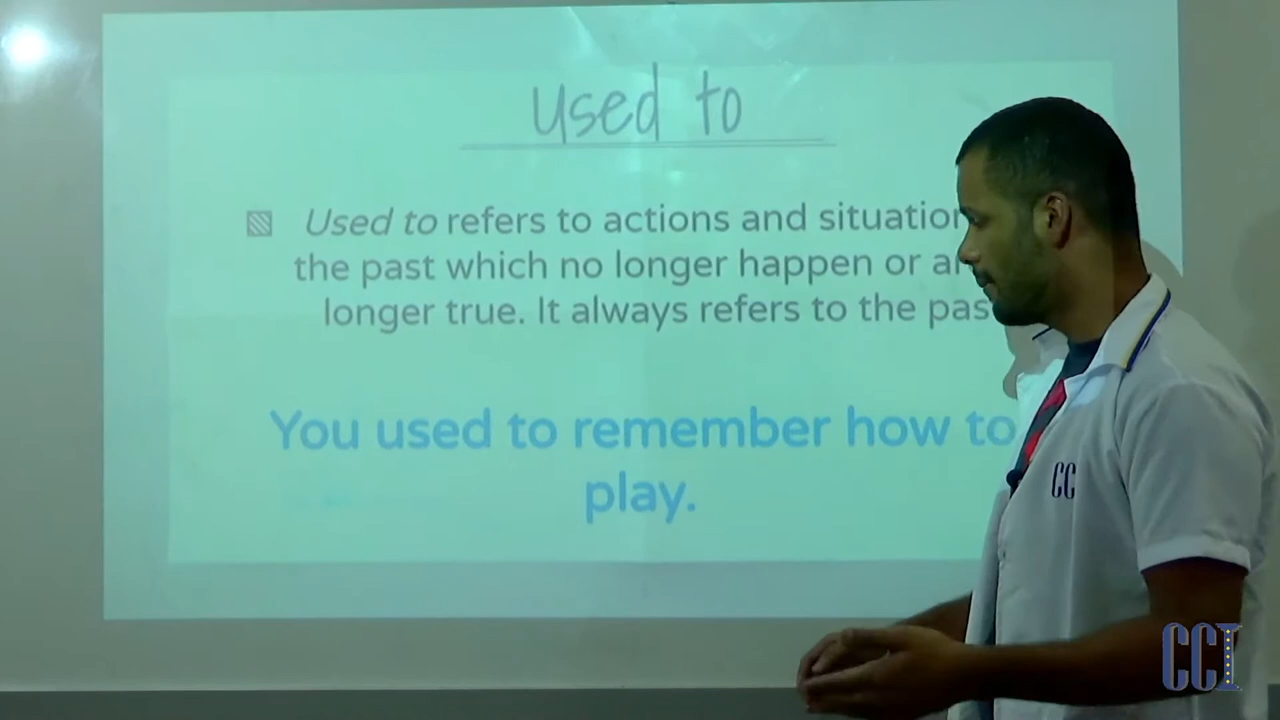 Used to
Used to refers to actions and situation
the past which no longer happen or ar
longer true. It always refers to the pas
You used to remember how to
play.
CC
CCI